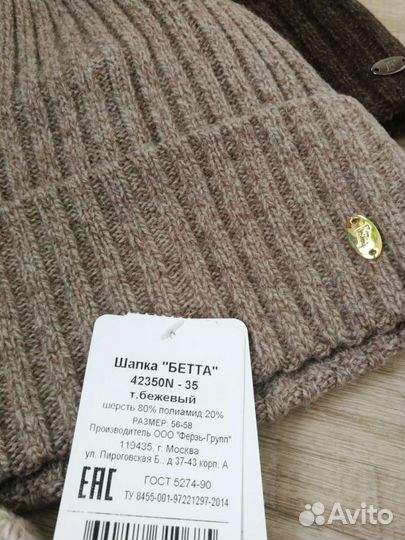 Шапка "БЕТТА"
42350N - 35
т.бежевый
шерсть 80% полиамид 20%
РАЗМЕР: 56-58
Производитель ООО "Ферзь-Групп"
119435, г. Москва
ул. Пироговская Б., д 37-43 корп. А
EAC
ГОСТ 5274-90
ТУ 8455-001-97221297-2014
Avito